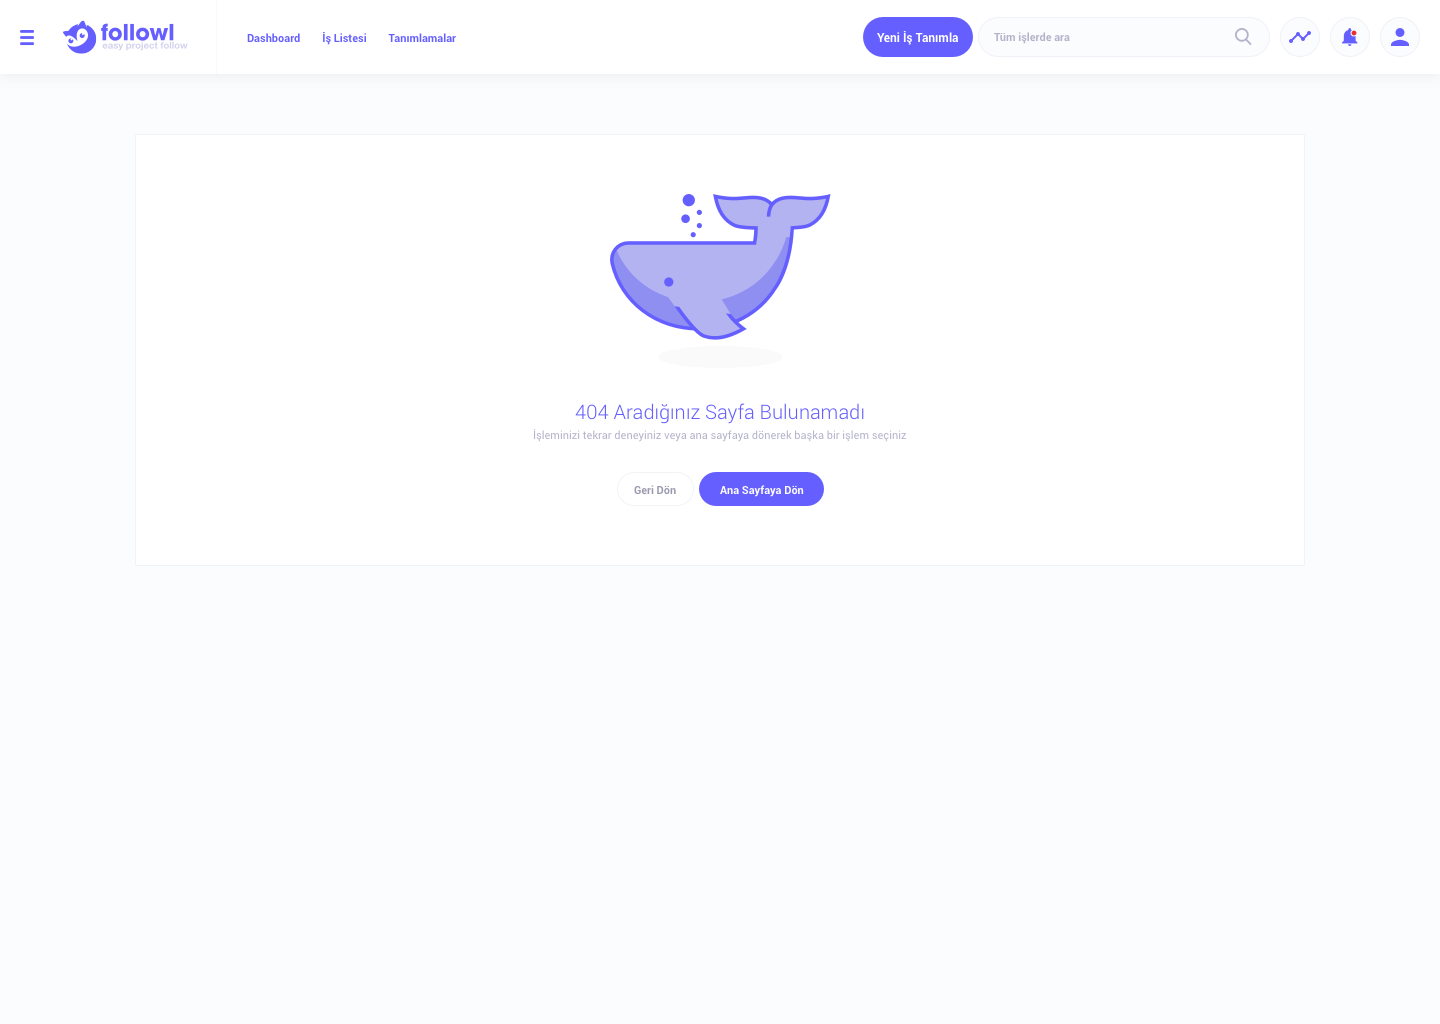 followl
easy project follow
Dashboard
İş Listesi
Tanımlamalar
Yeni İş Tanımla
Tüm işlerde ara
404 Aradığınız Sayfa Bulunamadı
İşleminizi tekrar deneyiniz veya ana sayfaya dönerek başka bir işlem seçiniz
Geri Dön
Ana Sayfaya Dön